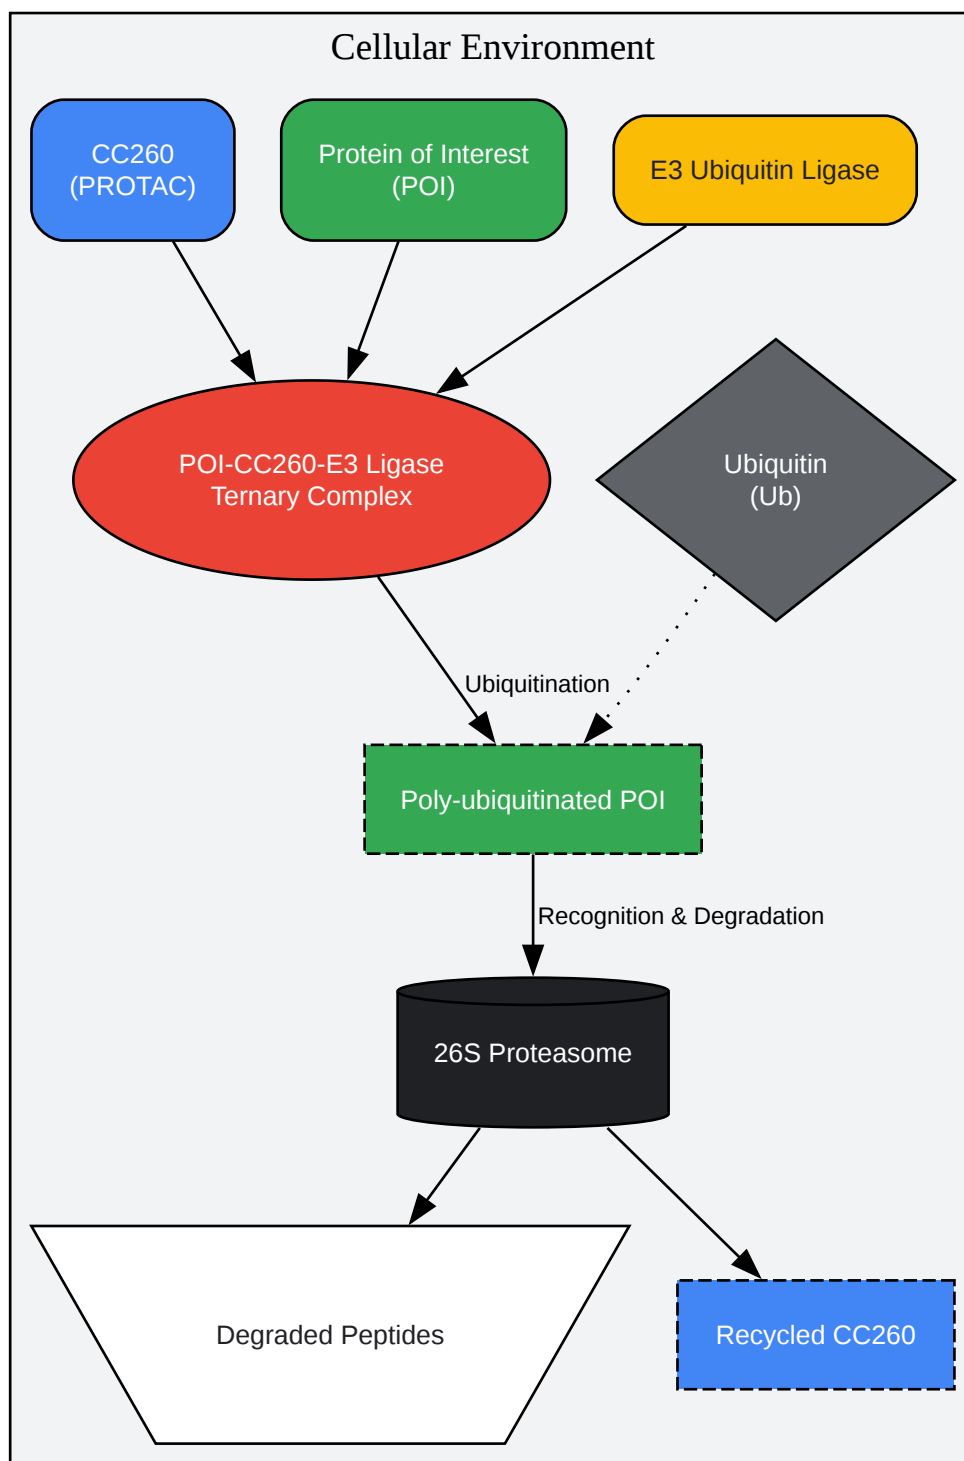 Cellular Environment
CC260
(PROTAC)
Protein of Interest
(POI)
E3 Ubiquitin Ligase
POI-CC260-E3 Ligase
Ternary Complex
Ubiquitin
(Ub)
Ubiquitination
Poly-ubiquitinated POI
Recognition & Degradation
26S Proteasome
Degraded Peptides
Recycled CC260